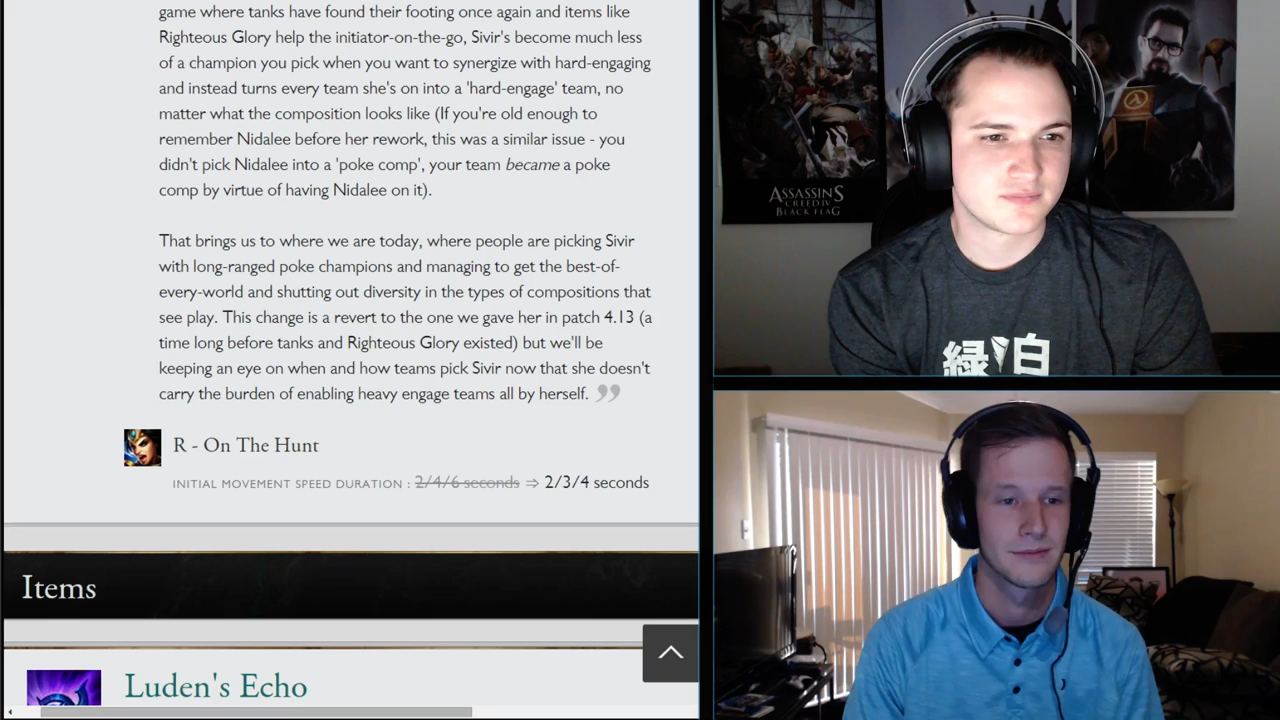 game where tanks have found their footing once again and items like
Righteous Glory help the initiator-on-the-go, Sivir's become much less
of a champion you pick when you want to synergize with hard-engaging
and instead turns every team she's on into a 'hard-engage' team, no
matter what the composition looks like (If you're old enough to
remember Nidalee before her rework, this was a similar issue - you
didn't pick Nidalee into a 'poke comp', your team became a poke
comp by virtue of having Nidalee on it).
That brings us to where we are today, where people are picking Sivir
with long-ranged poke champions and managing to get the best-of-
every-world and shutting out diversity in the types of compositions that
see play. This change is a revert to the one we gave her in patch 4.13 (a
time long before tanks and Righteous Glory existed) but we'll be
keeping an eye on when and how teams pick Sivir now that she doesn't
carry the burden of enabling heavy engage teams all by herself. ”
R - On The Hunt
INITIAL MOVEMENT SPEED DURATION : 2/4/6 seconds ⇒ 2/3/4 seconds
Items
Luden's Echo
ASSASSIN'S
CREED IV
BLACK FLAG
緑 泊